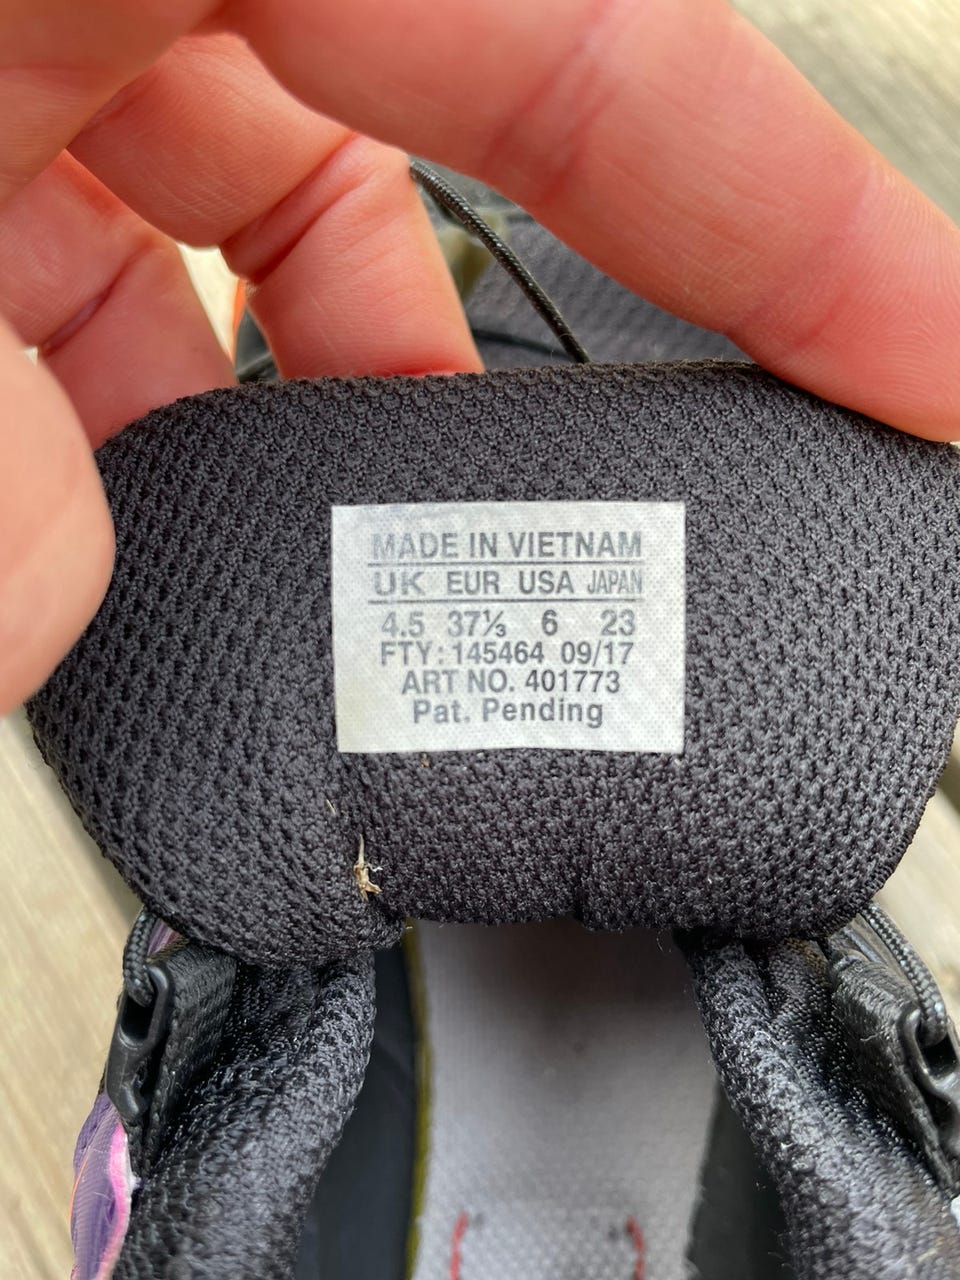 MADE IN VIETNAM
UK EUR USA JAPAN
4.5 37⅓ 6 23
FTY: 145464 09/17
ART NO. 401773
Pat. Pending